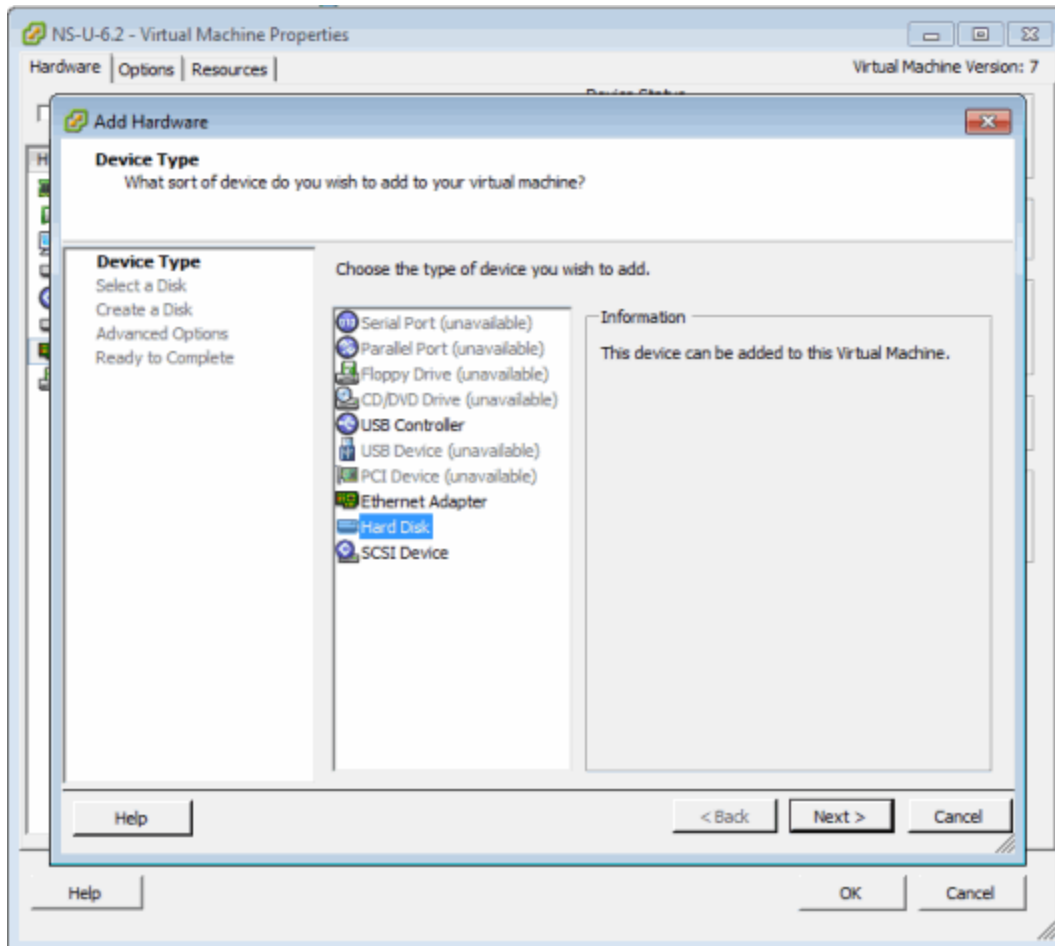 NS-U-6.2 - Virtual Machine Properties
Hardware Options Resources
Virtual Machine Version: 7
Device Status
Add Hardware
Device Type
What sort of device do you wish to add to your virtual machine?
Device Type
Select a Disk
Create a Disk
Advanced Options
Ready to Complete
Choose the type of device you wish to add.
Serial Port (unavailable)
Parallel Port (unavailable)
Floppy Drive (unavailable)
CD/DVD Drive (unavailable)
USB Controller
USB Device (unavailable)
PCI Device (unavailable)
Ethernet Adapter
Hard Disk
SCSI Device
Information
This device can be added to this Virtual Machine.
Help
< Back
Next >
Cancel
Help
OK
Cancel